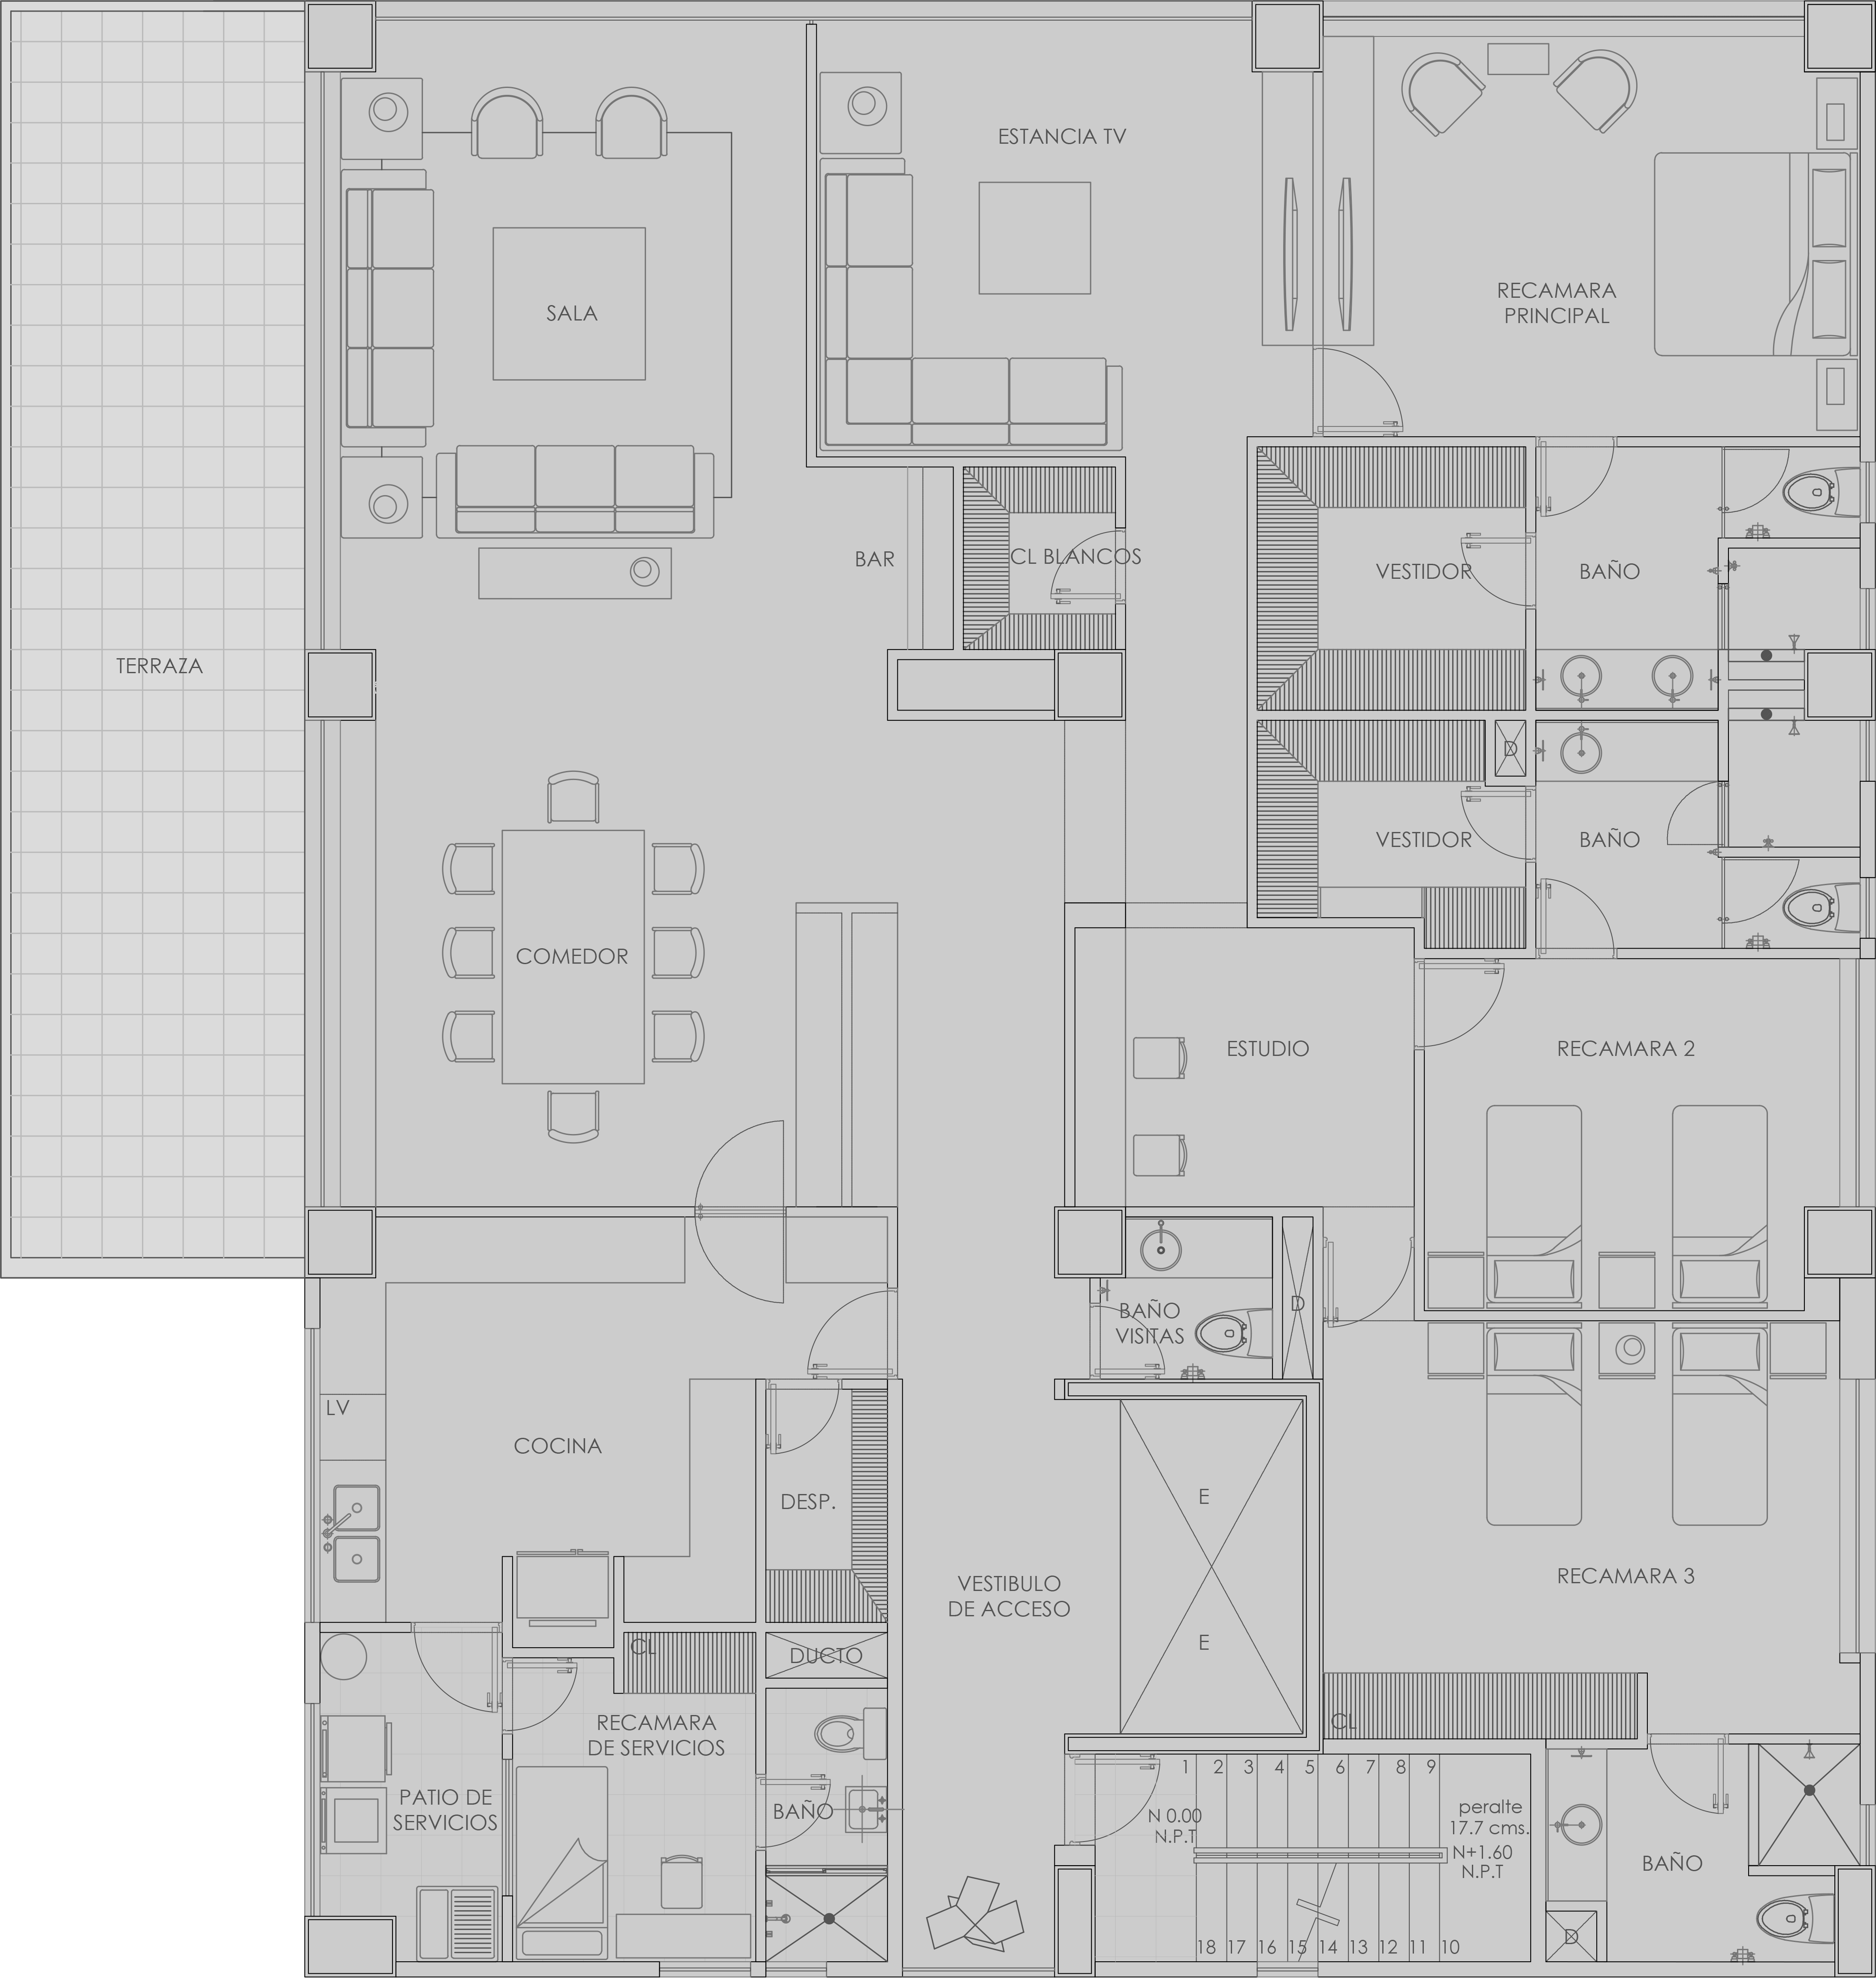 ESTANCIA TV
SALA
RECAMARA
PRINCIPAL
BAR
CL BLANCOS
VESTIDOR
BAÑO
TERRAZA
D
VESTIDOR
BAÑO
COMEDOR
ESTUDIO
RECAMARA 2
BAÑO
VISITAS
D
LV
COCINA
DESP.
E
VESTIBULO
DE ACCESO
RECAMARA 3
E
CL
DUCTO
RECAMARA
DE SERVICIOS
CL
PATIO DE
SERVICIOS
BAÑO
1 2 3 4 5 6 7 8 9
N 0.00
N.P.T
peralte
17.7 cms.
N+1.60
N.P.T
BAÑO
18 17 16 15 14 13 12 11 10
D